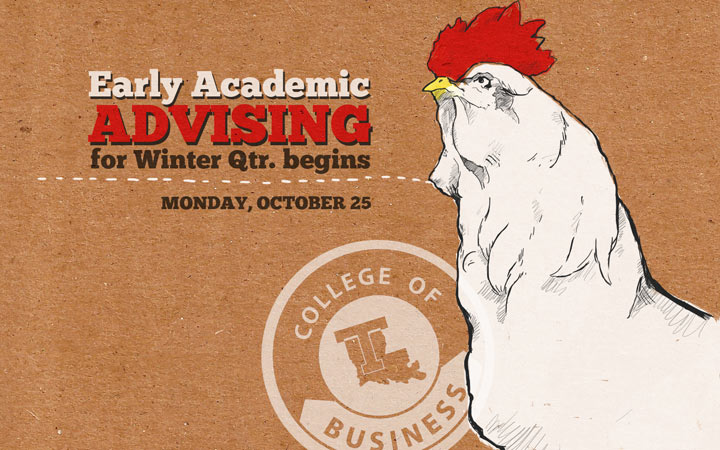 Early Academic
ADVISING
for Winter Qtr. begins
MONDAY, OCTOBER 25
COLLEGE OF
T
BUSINESS